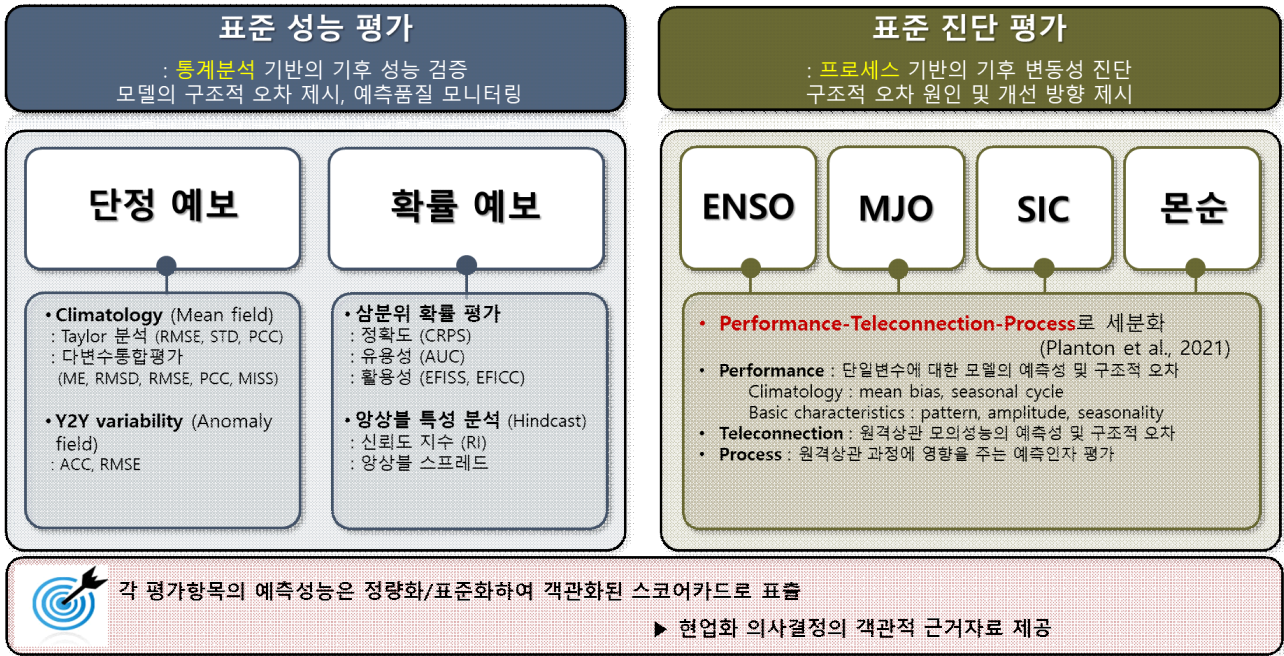 표준 성능 평가
: 통계분석 기반의 기후 성능 검증
모델의 구조적 오차 제시, 예측품질 모니터링
단정 예보
확률 예보
• Climatology (Mean field)
: Taylor 분석 (RMSE, STD, PCC)
: 다변수통합평가
(ME, RMSD, RMSE, PCC, MISS)
• Y2Y variability (Anomaly
field)
: ACC, RMSE
• 삼분위 확률 평가
: 정확도 (CRPS)
: 유용성 (AUC)
: 활용성 (EFISS, EFICC)
• 앙상블 특성 분석 (Hindcast)
: 신뢰도 지수 (RI)
: 앙상블 스프레드
표준 진단 평가
: 프로세스 기반의 기후 변동성 진단
구조적 오차 원인 및 개선 방향 제시
ENSO
MJO
SIC
몬순
• Performance-Teleconnection-Process로 세분화
(Planton et al., 2021)
• Performance : 단일변수에 대한 모델의 예측성 및 구조적 오차
Climatology : mean bias, seasonal cycle
Basic characteristics : pattern, amplitude, seasonality
• Teleconnection : 원격상관 모의성능의 예측성 및 구조적 오차
• Process : 원격상관 과정에 영향을 주는 예측인자 평가
각 평가항목의 예측성능은 정량화/표준화하여 객관화된 스코어카드로 표출
▶ 현업화 의사결정의 객관적 근거자료 제공